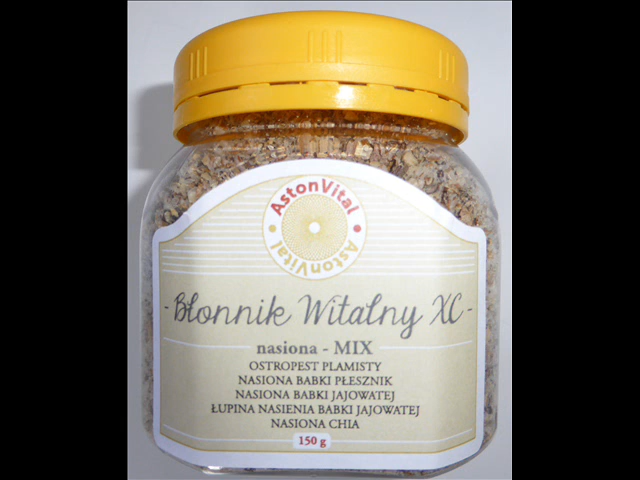 AstonVital
AstonVital
- Błonnik Witalny XC -
nasiona - MIX
OSTROPEST PLAMISTY
NASIONA BABKI PŁESZNIK
NASIONA BABKI JAJOWATEJ
ŁUPINA NASIENIA BABKI JAJOWATEJ
NASIONA CHIA
150 g